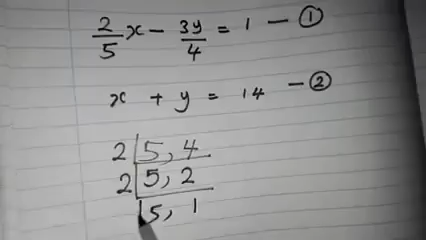 2/5 x - 3y/4 = 1 - ①
x + y = 14 - ②
2 | 5, 4
2 | 5, 2
| 5, 1